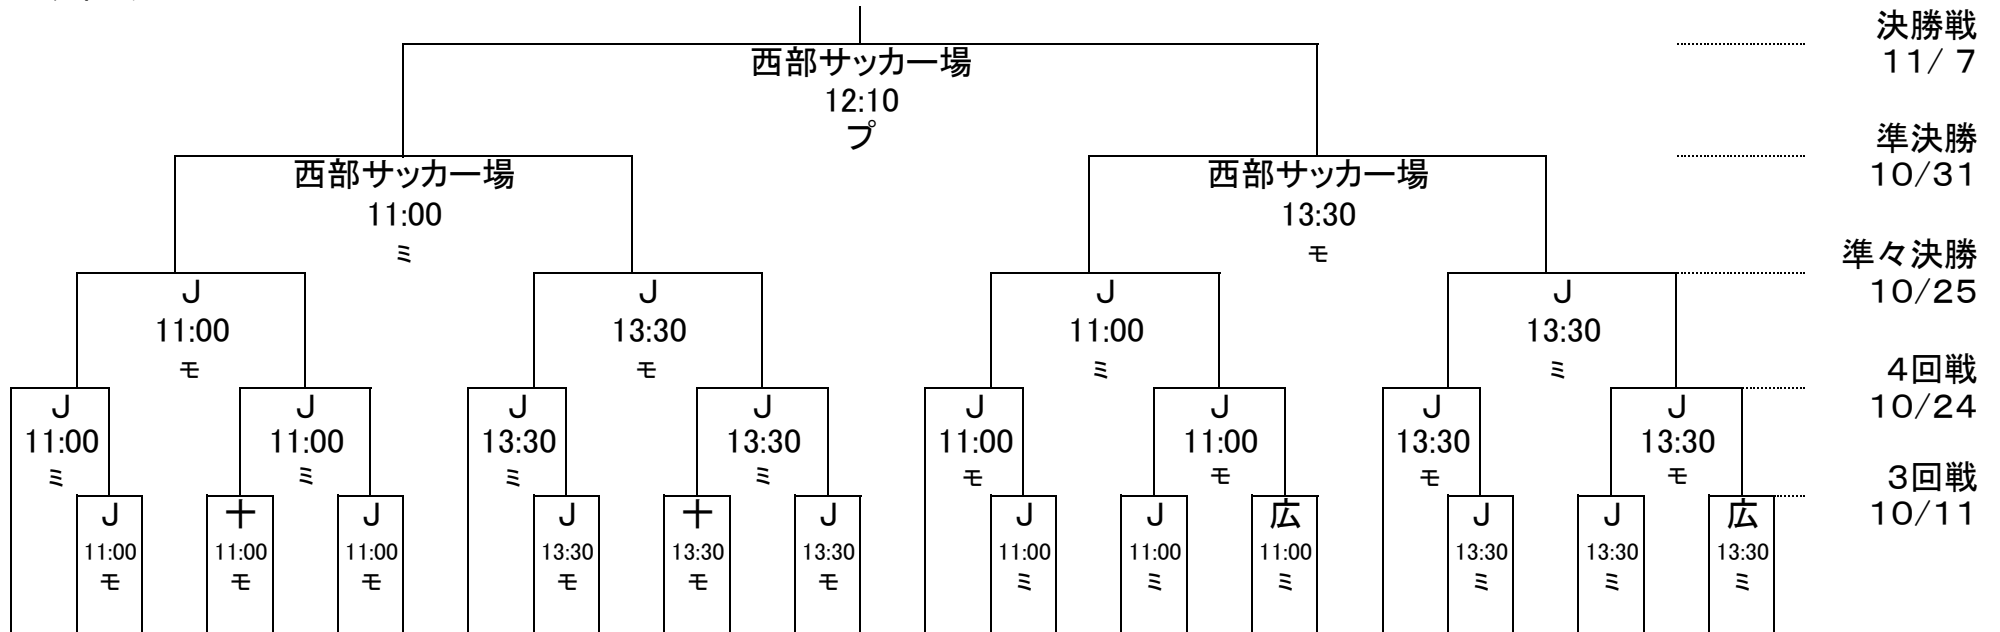 決勝戦
11/ 7
西部サッカー場
12:10
プ
準決勝
10/31
西部サッカー場
11:00
ミ
西部サッカー場
13:30
モ
準々決勝
10/25
J
11:00
モ
J
13:30
モ
J
11:00
ミ
J
13:30
ミ
4回戦
10/24
J
11:00
ミ
J
11:00
ミ
J
13:30
ミ
J
13:30
ミ
J
11:00
モ
J
11:00
モ
J
13:30
モ
J
13:30
モ
3回戦
10/11
J
11:00
モ
十
11:00
モ
J
11:00
モ
J
13:30
モ
十
13:30
モ
J
13:30
モ
J
11:00
ミ
J
11:00
ミ
広
11:00
ミ
J
13:30
ミ
J
13:30
ミ
広
13:30
ミ